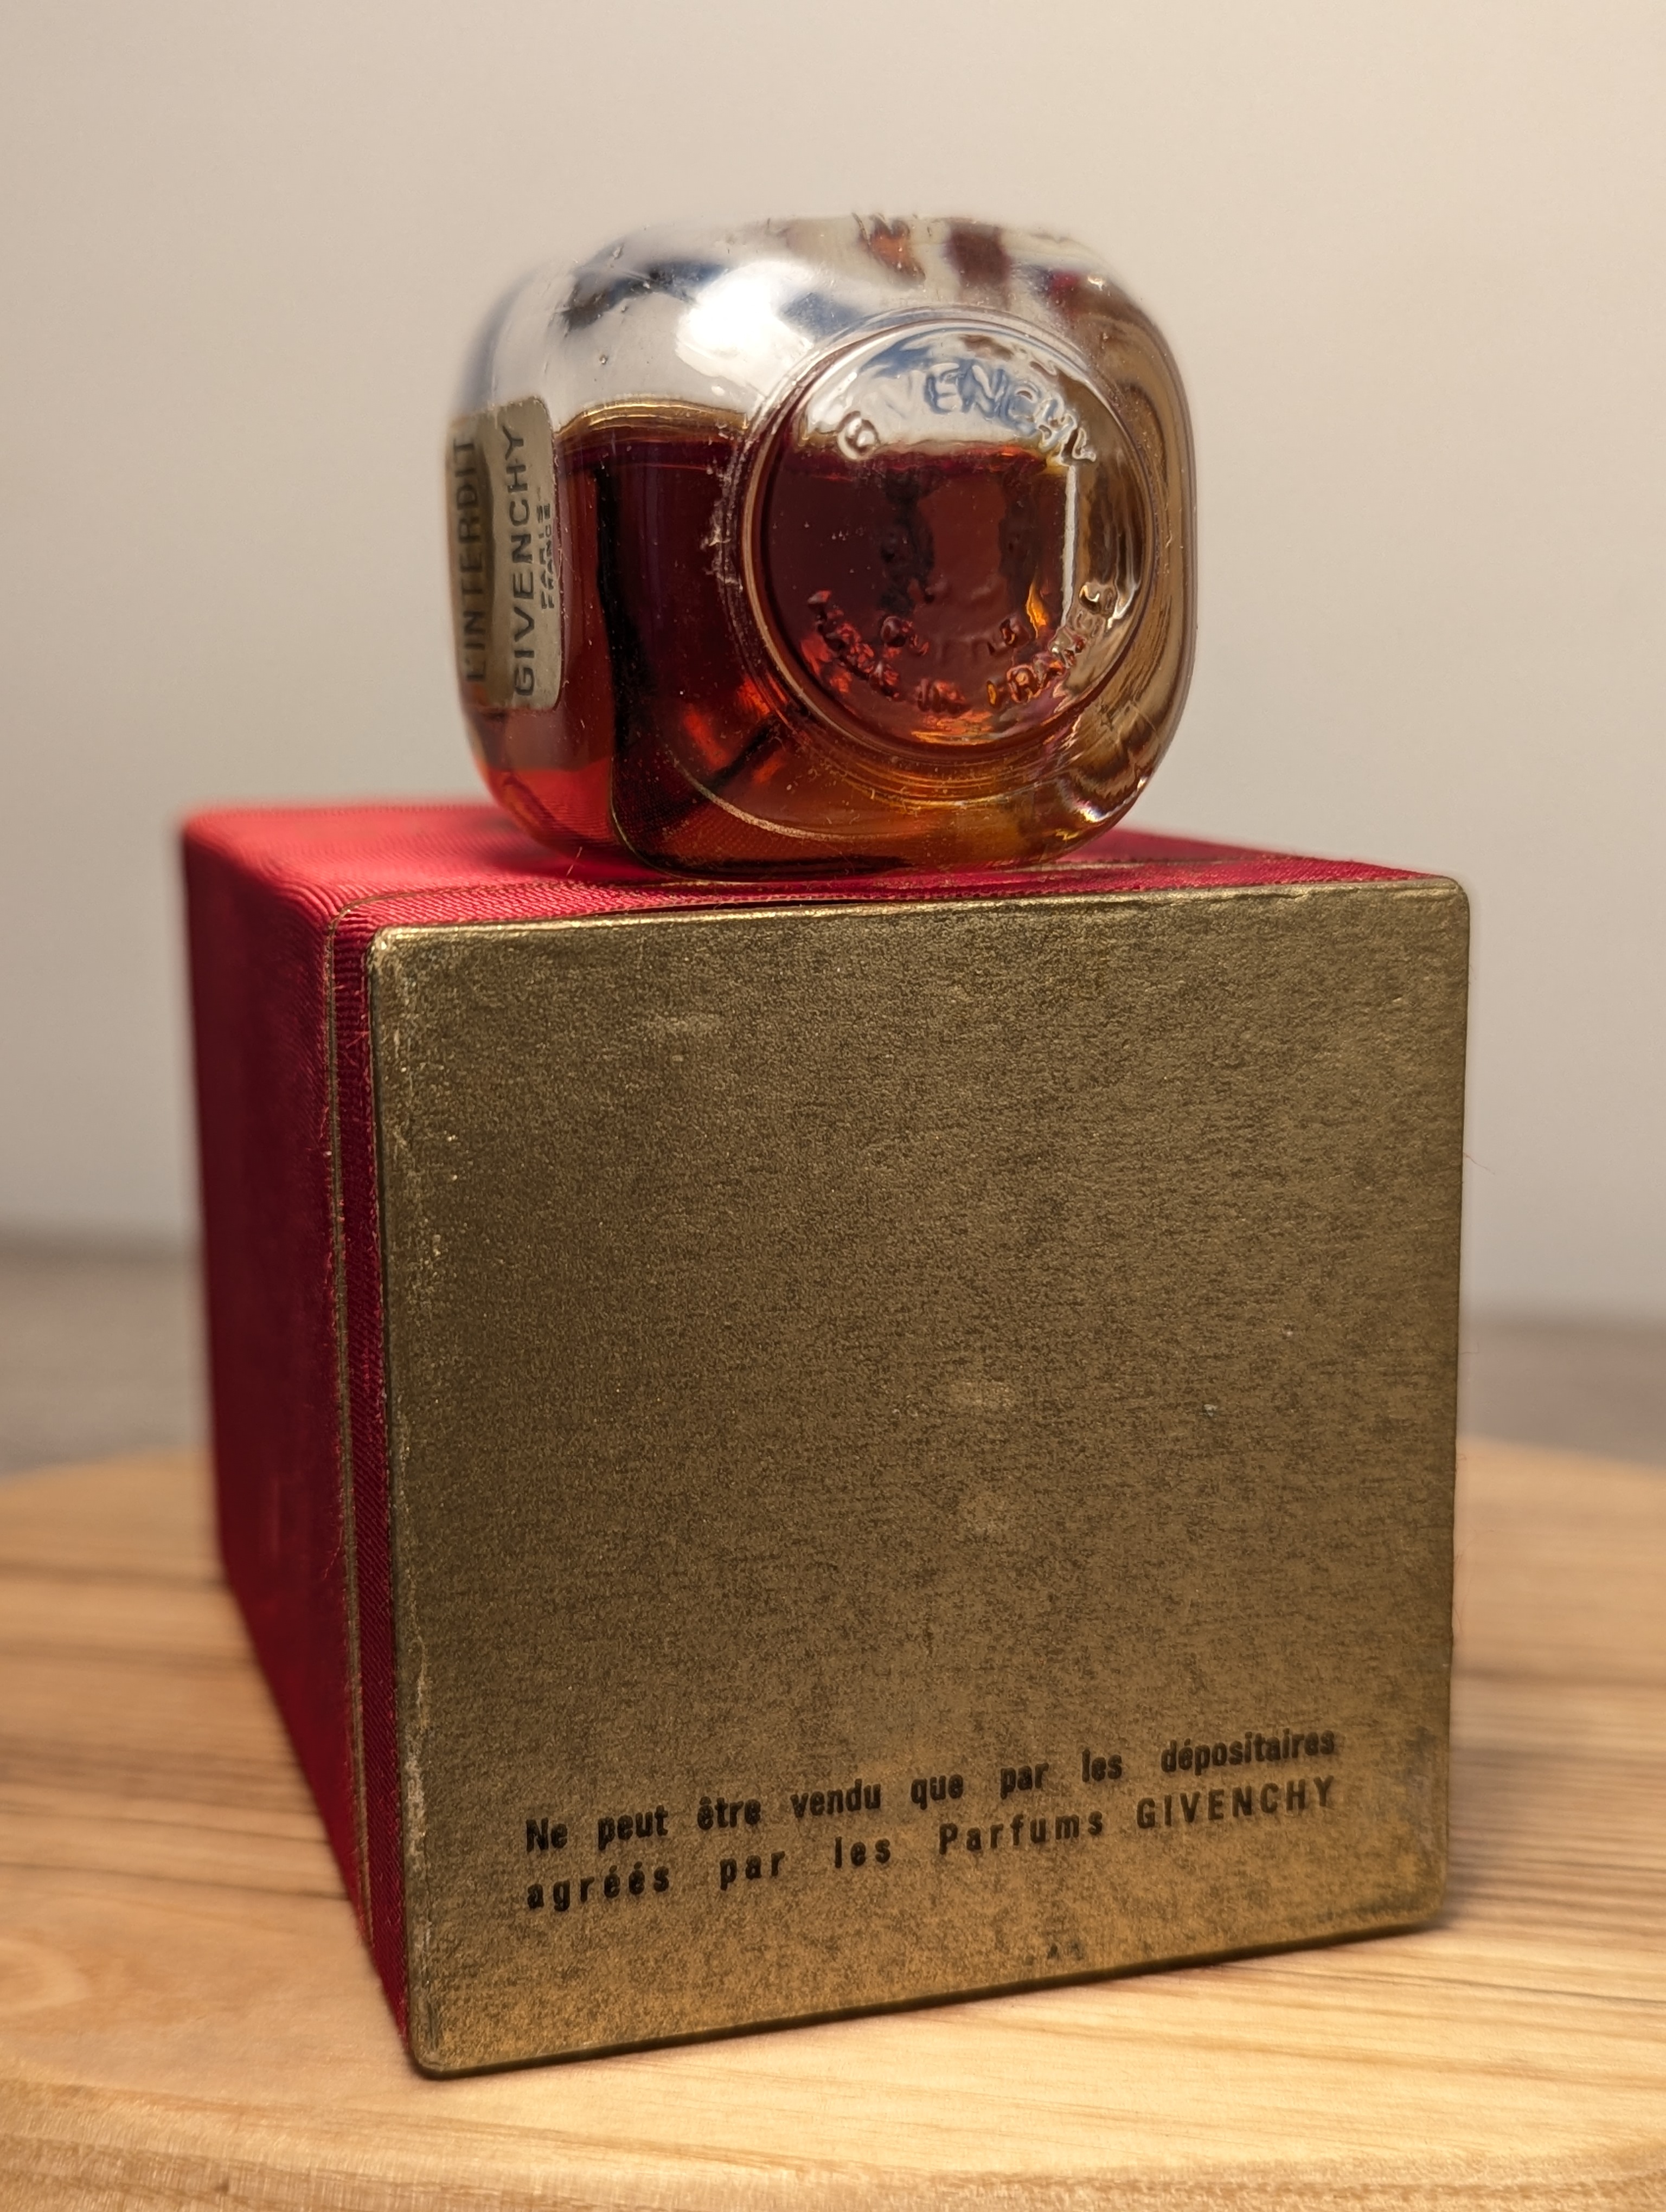 L'INTERDIT
GIVENCHY
PARIS
FRANCE
GIVENCHY
MADE IN FRANCE
Ne peut être vendu que par les dépositaires
agréés par les Parfums GIVENCHY